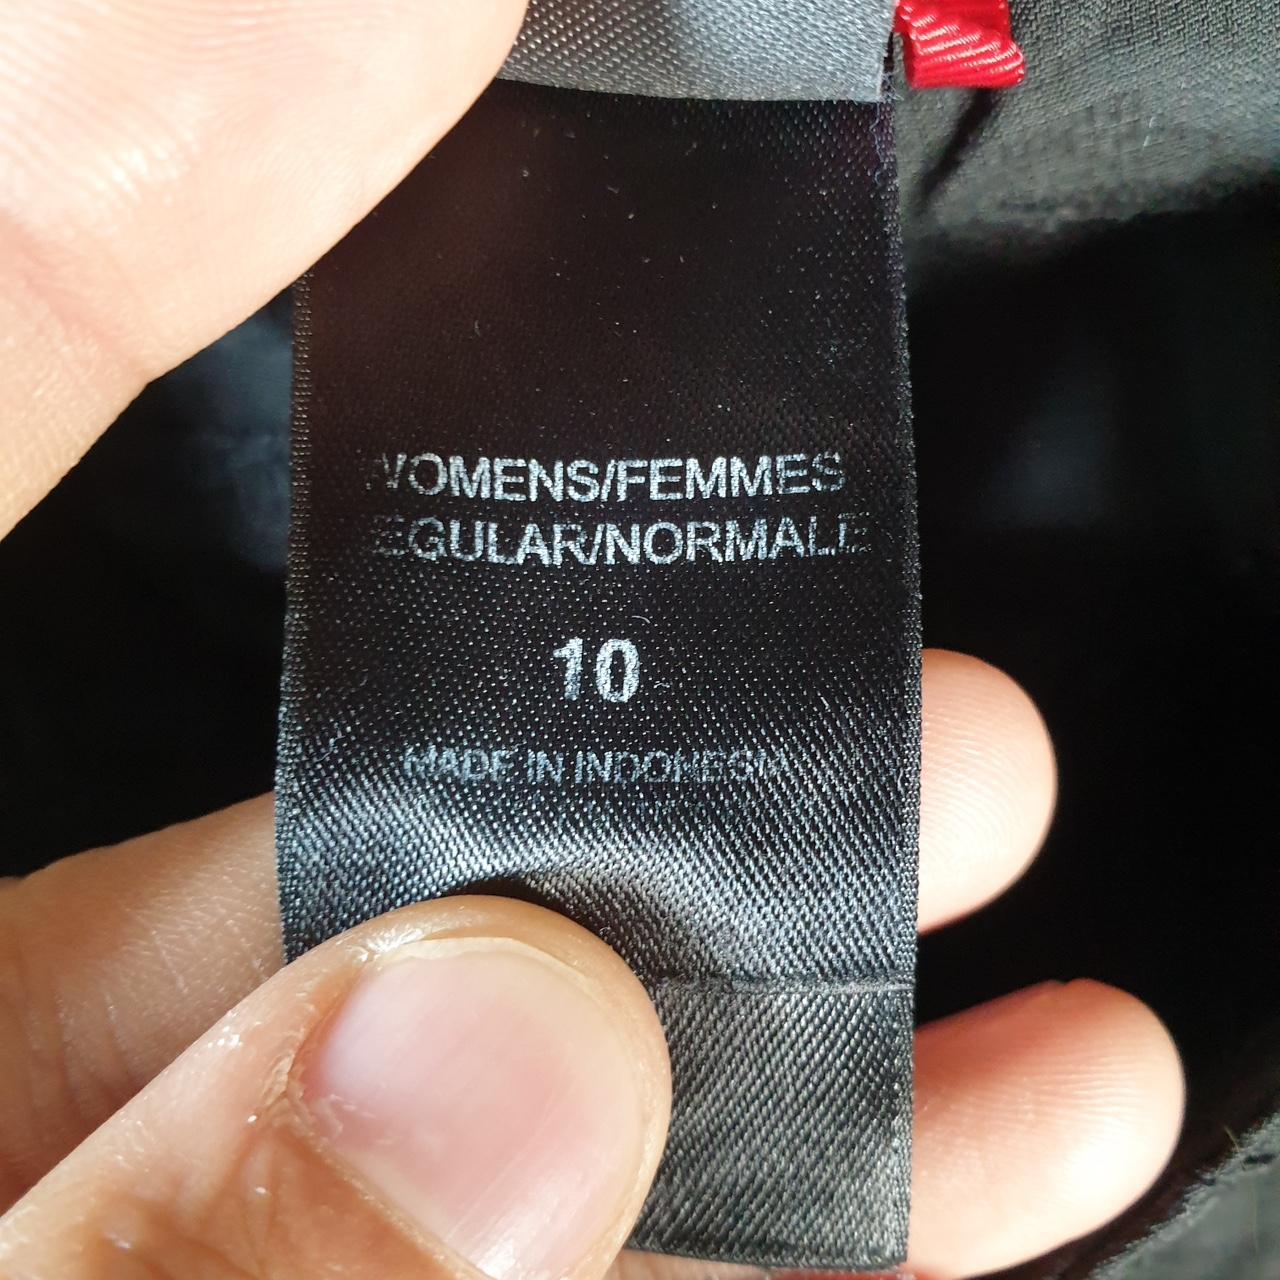 WOMENS/FEMMES
REGULAR/NORMALE
10
MADE IN INDONESIA